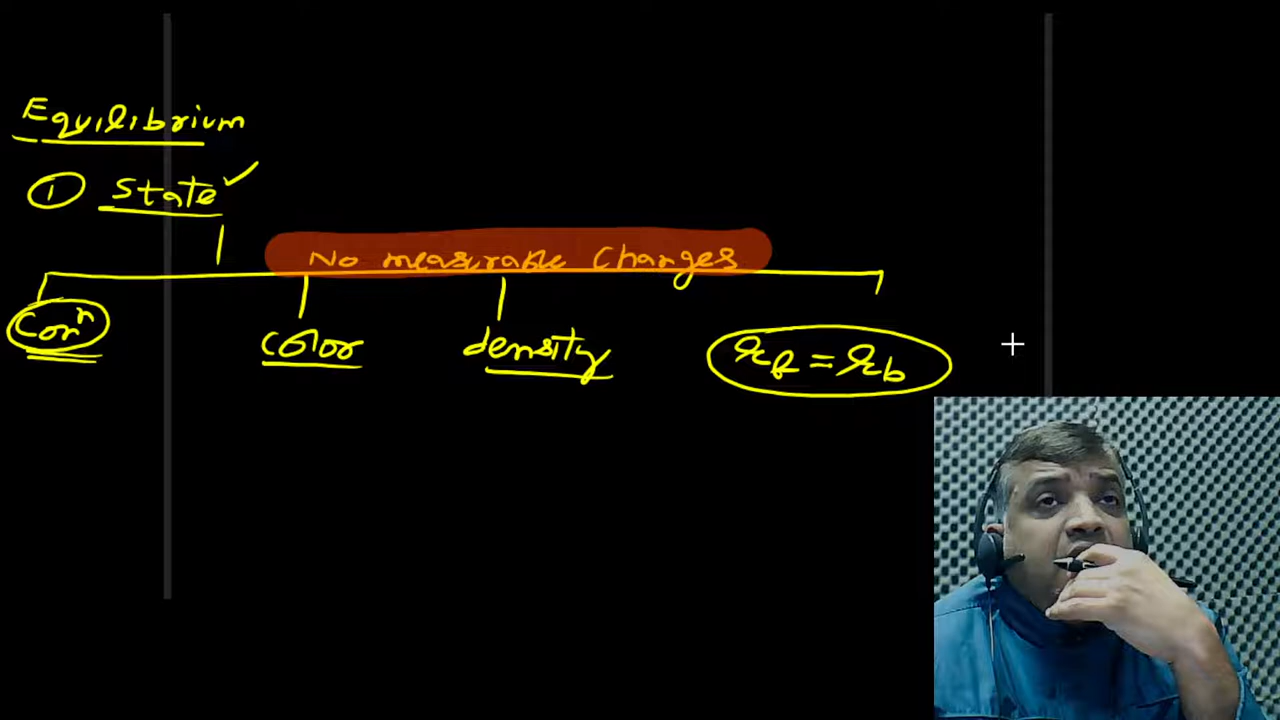 Equilibrium
① State ✓
No measurable Changes
Conⁿ color density r_f = r_b